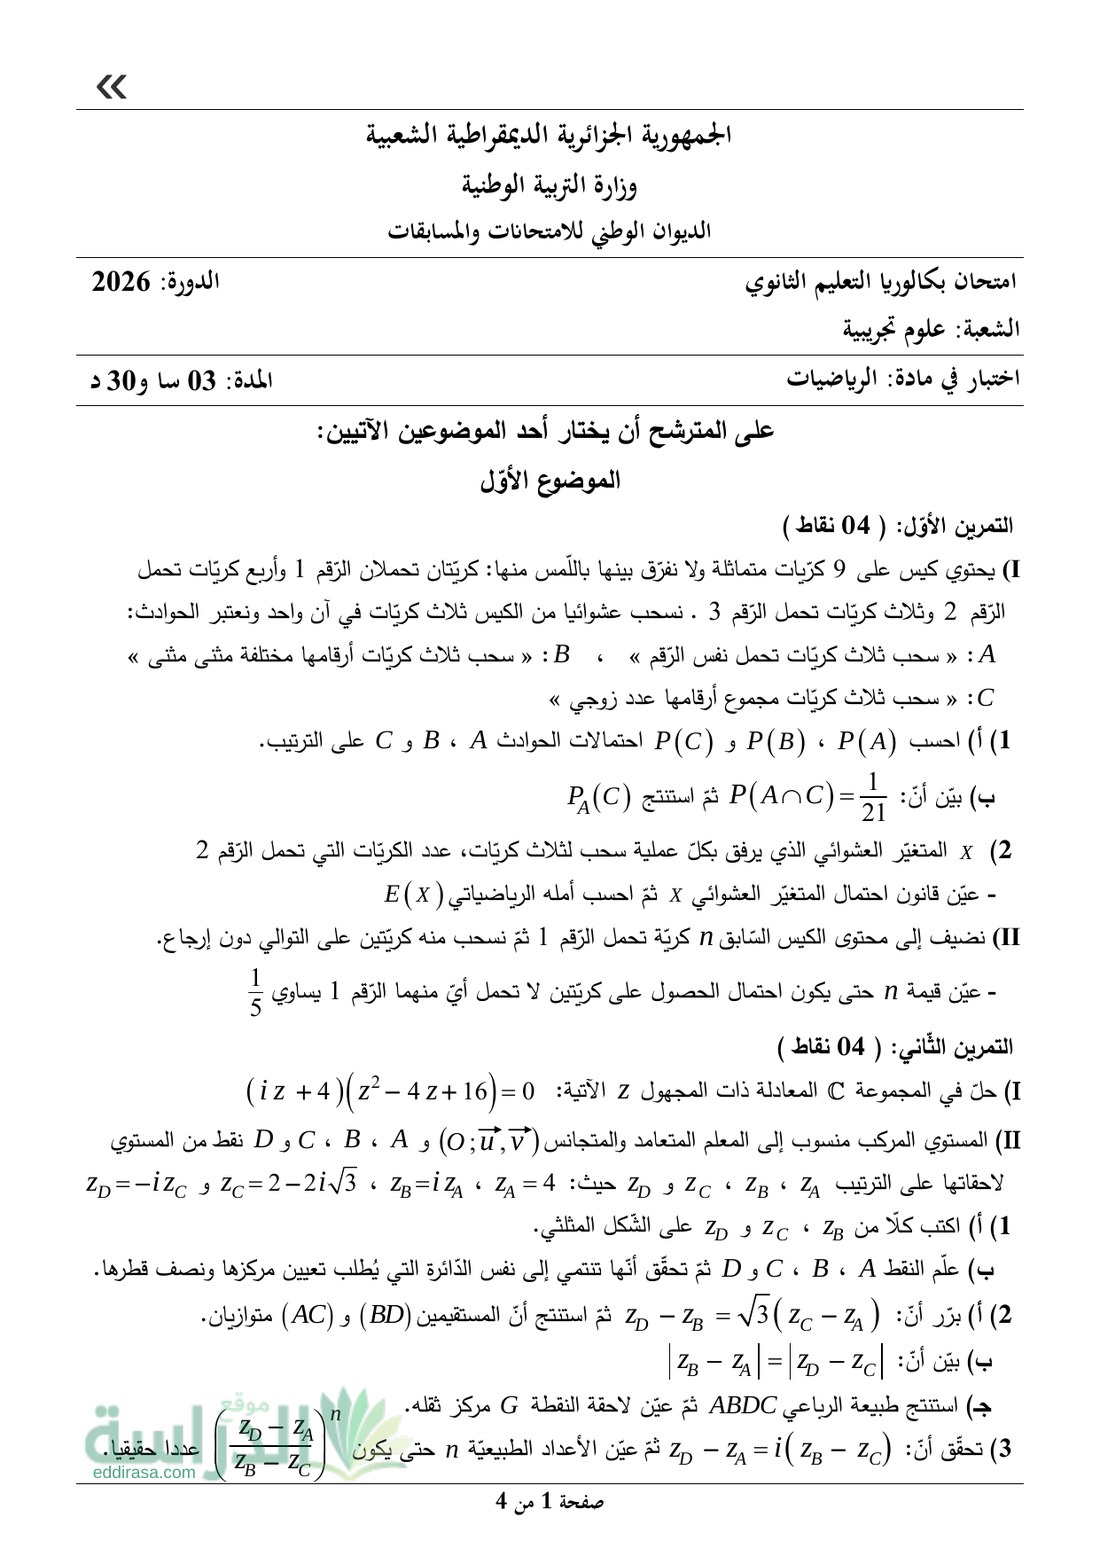 »
الجمهورية الجزائرية الديمقراطية الشعبية
وزارة التربية الوطنية
الديوان الوطني للامتحانات والمسابقات
امتحان بكالوريا التعليم الثانوي الدورة: 2026
الشعبة: علوم تجريبية
اختبار في مادة: الرياضيات المدة: 03 سا و30 د
على المترشح أن يختار أحد الموضوعين الآتيين:
الموضوع الأوّل
التمرين الأوّل: ( 04 نقاط )
I) يحتوي كيس على 9 كرّيات متماثلة ولا نفرّق بينها باللّمس منها: كريّتان تحملان الرّقم 1 وأربع كريّات تحمل
الرّقم 2 وثلاث كريّات تحمل الرّقم 3 . نسحب عشوائيا من الكيس ثلاث كريّات في آن واحد ونعتبر الحوادث:
A : « سحب ثلاث كريّات تحمل نفس الرّقم » ، B : « سحب ثلاث كريّات أرقامها مختلفة مثنى مثنى »
C : « سحب ثلاث كريّات مجموع أرقامها عدد زوجي »
1) أ) احسب P(A) ، P(B) و P(C) احتمالات الحوادث A ، B و C على الترتيب.
ب) بيّن أنّ: P(A∩C) = 1/21 ثمّ استنتج P_A(C)
2) X المتغيّر العشوائي الذي يرفق بكلّ عملية سحب لثلاث كريّات، عدد الكريّات التي تحمل الرّقم 2
- عيّن قانون احتمال المتغيّر العشوائي X ثمّ احسب أمله الرياضياتي E(X)
II) نضيف إلى محتوى الكيس السّابق n كريّة تحمل الرّقم 1 ثمّ نسحب منه كريّتين على التوالي دون إرجاع.
- عيّن قيمة n حتى يكون احتمال الحصول على كريّتين لا تحمل أيّ منهما الرّقم 1 يساوي 1/5
التمرين الثّاني: ( 04 نقاط )
I) حلّ في المجموعة ℂ المعادلة ذات المجهول z الآتية: (iz+4)(z²−4z+16)=0
II) المستوي المركب منسوب إلى المعلم المتعامد والمتجانس (O;u⃗,v⃗) و A ، B ، C و D نقط من المستوي
لاحقاتها على الترتيب z_A ، z_B ، z_C و z_D حيث: z_A=4 ، z_B=iz_A ، z_C=2−2i√3 و z_D=−iz_C
1) أ) اكتب كلّا من z_B ، z_C و z_D على الشّكل المثلثي.
ب) علّم النقط A ، B ، C و D ثمّ تحقّق أنّها تنتمي إلى نفس الدّائرة التي يُطلب تعيين مركزها ونصف قطرها.
2) أ) برّر أنّ: z_D − z_B = √3(z_C − z_A) ثمّ استنتج أنّ المستقيمين (BD) و (AC) متوازيان.
ب) بيّن أنّ: |z_B − z_A| = |z_D − z_C|
جـ) استنتج طبيعة الرباعي ABDC ثمّ عيّن لاحقة النقطة G مركز ثقله.
3) تحقّق أنّ: z_D − z_A = i(z_B − z_C) ثمّ عيّن الأعداد الطبيعيّة n حتى يكون ((z_D − z_A)/(z_B − z_C))^n عددا حقيقيا.
موقع
الدراسة
eddirasa.com
صفحة 1 من 4